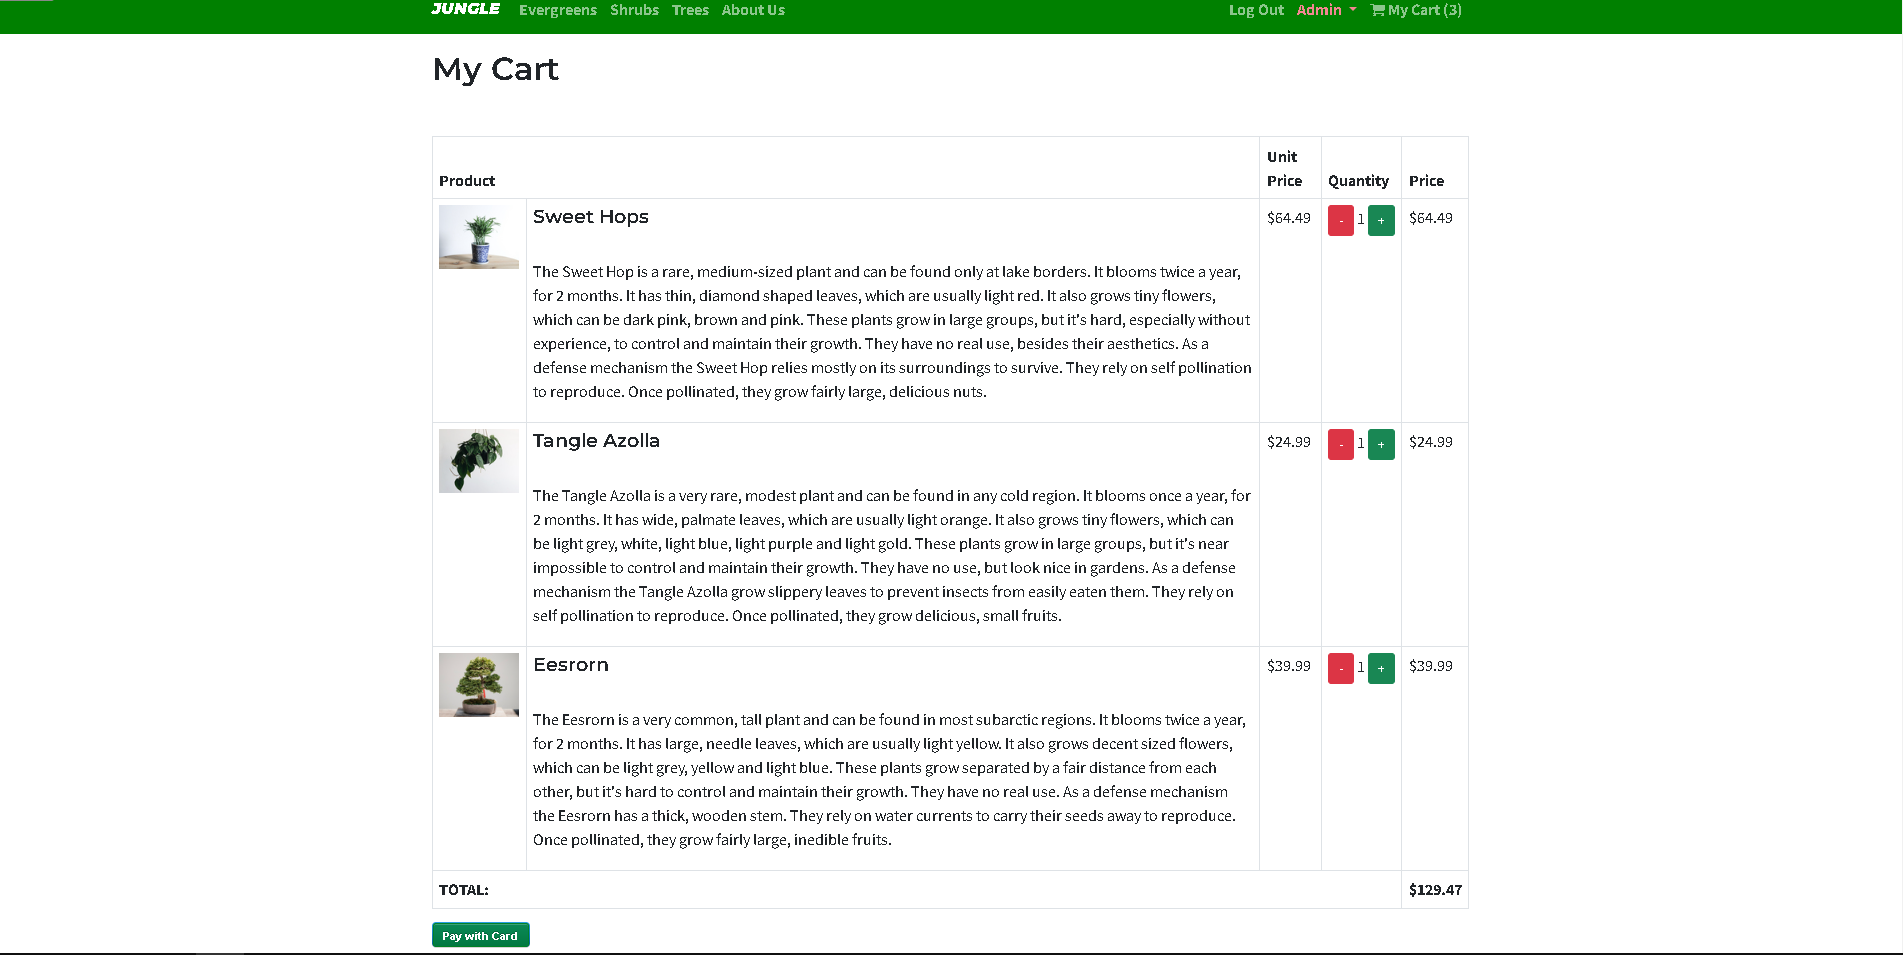 JUNGLE Evergreens Shrubs Trees About Us Log Out Admin My Cart (3)
My Cart
Product Unit Price Quantity Price
Sweet Hops $64.49 - 1 + $64.49
The Sweet Hop is a rare, medium-sized plant and can be found only at lake borders. It blooms twice a year,
for 2 months. It has thin, diamond shaped leaves, which are usually light red. It also grows tiny flowers,
which can be dark pink, brown and pink. These plants grow in large groups, but it's hard, especially without
experience, to control and maintain their growth. They have no real use, besides their aesthetics. As a
defense mechanism the Sweet Hop relies mostly on its surroundings to survive. They rely on self pollination
to reproduce. Once pollinated, they grow fairly large, delicious nuts.
Tangle Azolla $24.99 - 1 + $24.99
The Tangle Azolla is a very rare, modest plant and can be found in any cold region. It blooms once a year, for
2 months. It has wide, palmate leaves, which are usually light orange. It also grows tiny flowers, which can
be light grey, white, light blue, light purple and light gold. These plants grow in large groups, but it's near
impossible to control and maintain their growth. They have no use, but look nice in gardens. As a defense
mechanism the Tangle Azolla grow slippery leaves to prevent insects from easily eaten them. They rely on
self pollination to reproduce. Once pollinated, they grow delicious, small fruits.
Eesrorn $39.99 - 1 + $39.99
The Eesrorn is a very common, tall plant and can be found in most subarctic regions. It blooms twice a year,
for 2 months. It has large, needle leaves, which are usually light yellow. It also grows decent sized flowers,
which can be light grey, yellow and light blue. These plants grow separated by a fair distance from each
other, but it's hard to control and maintain their growth. They have no real use. As a defense mechanism
the Eesrorn has a thick, wooden stem. They rely on water currents to carry their seeds away to reproduce.
Once pollinated, they grow fairly large, inedible fruits.
TOTAL: $129.47
Pay with Card